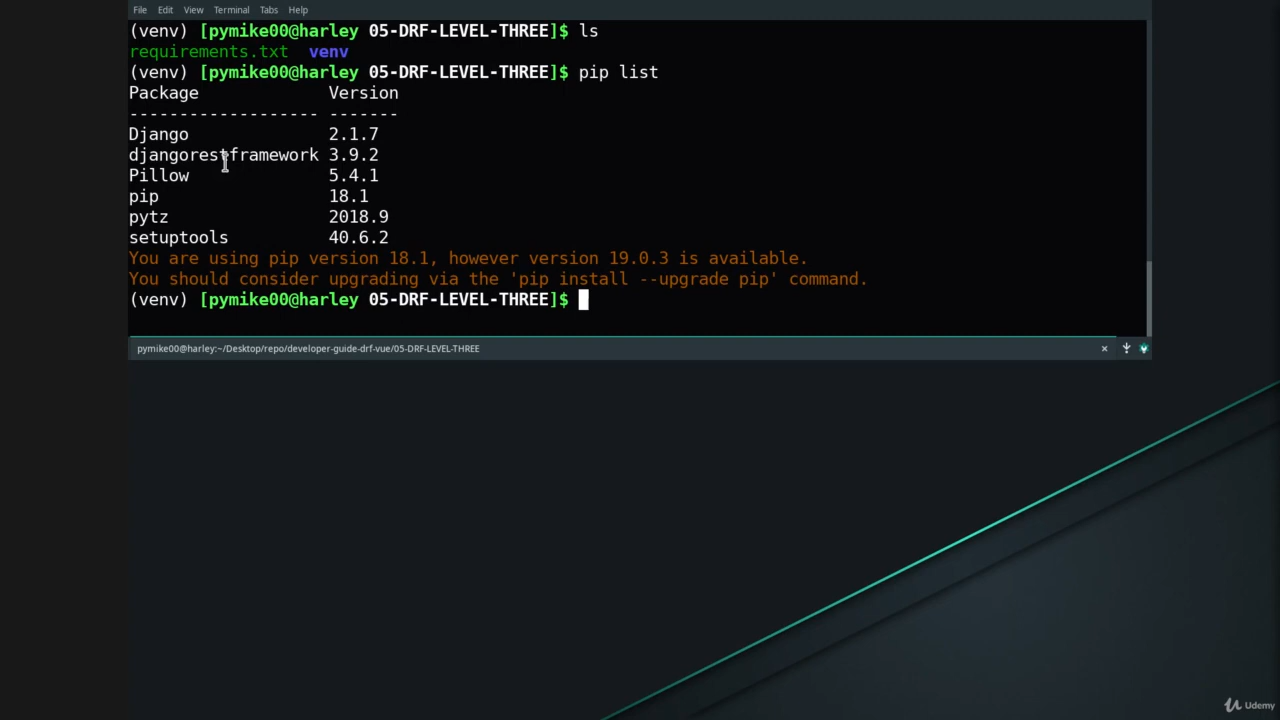 File Edit View Terminal Tabs Help
(venv) [pymike00@harley 05-DRF-LEVEL-THREE]$ ls
requirements.txt  venv
(venv) [pymike00@harley 05-DRF-LEVEL-THREE]$ pip list
Package             Version
------------------- -------
Django              2.1.7
djangorestframework 3.9.2
Pillow              5.4.1
pip                 18.1
pytz                2018.9
setuptools          40.6.2
You are using pip version 18.1, however version 19.0.3 is available.
You should consider upgrading via the 'pip install --upgrade pip' command.
(venv) [pymike00@harley 05-DRF-LEVEL-THREE]$
pymike00@harley:~/Desktop/repo/developer-guide-drf-vue/05-DRF-LEVEL-THREE
Udemy